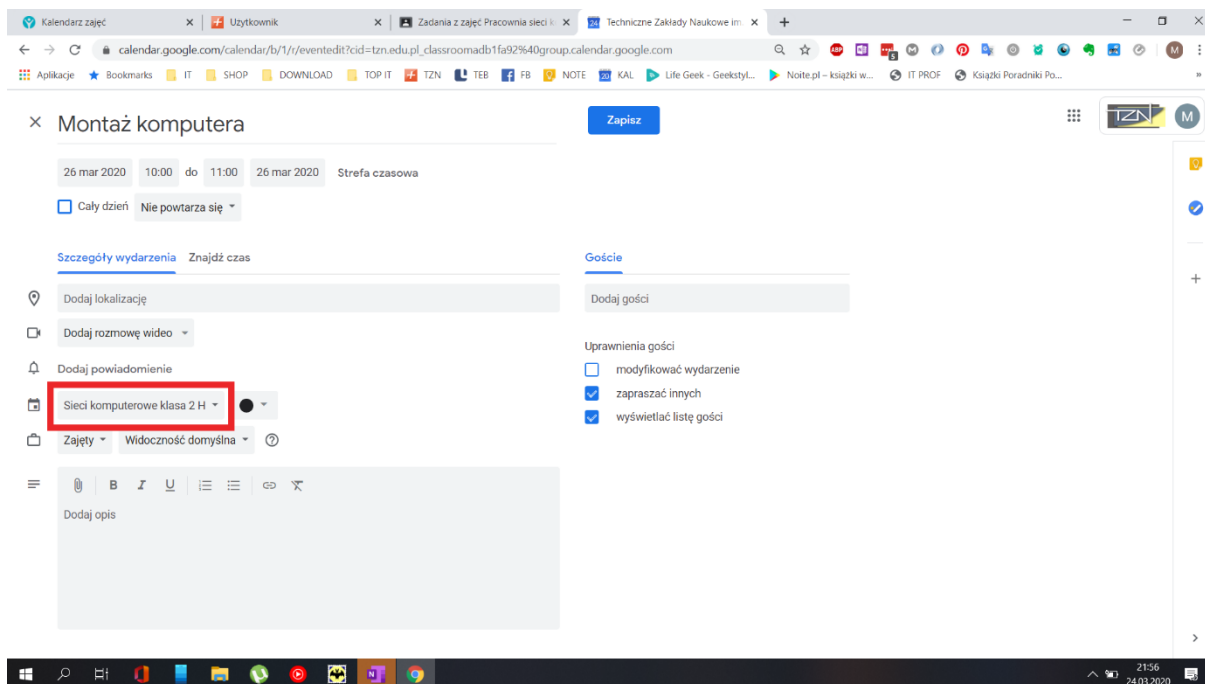 Kalendarz zajęć
Użytkownik
Zadania z zajęć Pracownia sieci k
Techniczne Zakłady Naukowe im.
calendar.google.com/calendar/b/1/r/eventedit?cid=tzn.edu.pl_classroomadb1fa92%40group.calendar.google.com
Aplikacje Bookmarks IT SHOP DOWNLOAD TOP IT TZN TEB FB NOTE KAL Life Geek - Geekstyl... Noite.pl – książki w... IT PROF Książki Poradniki Po... »
Montaż komputera
Zapisz
TZN
M
26 mar 2020 10:00 do 11:00 26 mar 2020 Strefa czasowa
Cały dzień Nie powtarza się
Szczegóły wydarzenia Znajdź czas
Goście
Dodaj lokalizację
Dodaj gości
Dodaj rozmowę wideo
Uprawnienia gości
Dodaj powiadomienie
modyfikować wydarzenie
Sieci komputerowe klasa 2 H
zapraszać innych
wyświetlać listę gości
Zajęty Widoczność domyślna
B I U
Dodaj opis
21:56
24.03.2020